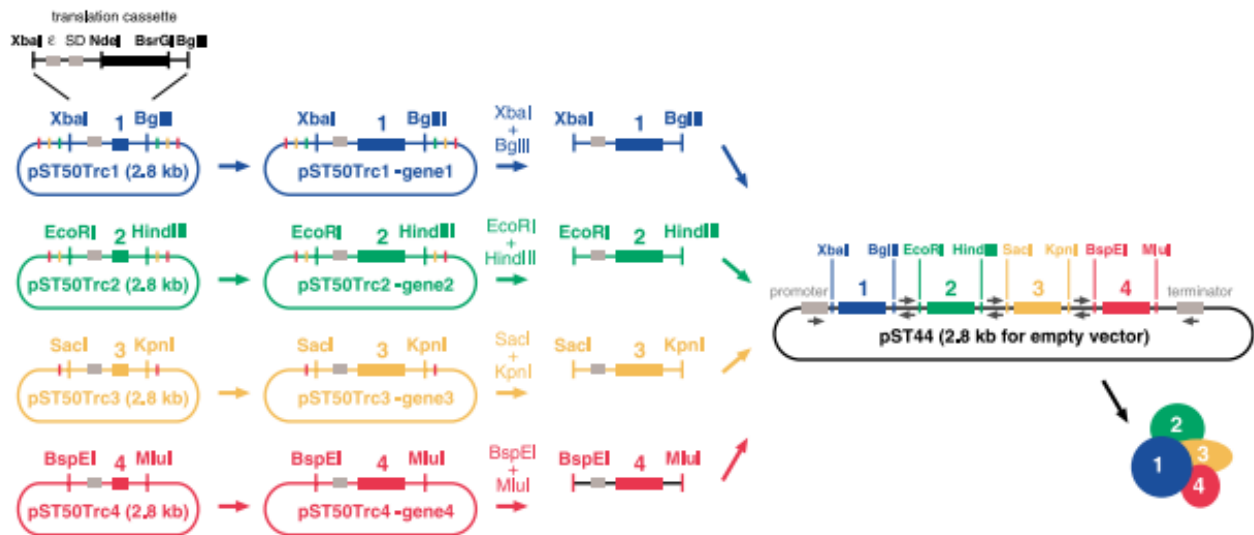 translation cassette
XbaI ε SD NdeI BsrGI BglII
XbaI 1 BglII
pST50Trc1 (2.8 kb)
XbaI 1 BglII
pST50Trc1-gene1
XbaI
+
BglII
XbaI 1 BglII
EcoRI 2 HindIII
pST50Trc2 (2.8 kb)
EcoRI 2 HindIII
pST50Trc2-gene2
EcoRI
+
HindIII
EcoRI 2 HindIII
SacI 3 KpnI
pST50Trc3 (2.8 kb)
SacI 3 KpnI
pST50Trc3-gene3
SacI
+
KpnI
SacI 3 KpnI
BspEI 4 MluI
pST50Trc4 (2.8 kb)
BspEI 4 MluI
pST50Trc4-gene4
BspEI
+
MluI
BspEI 4 MluI
XbaI BglII EcoRI HindIII SacI KpnI BspEI MluI
promoter 1 2 3 4 terminator
pST44 (2.8 kb for empty vector)
2
1 3
4